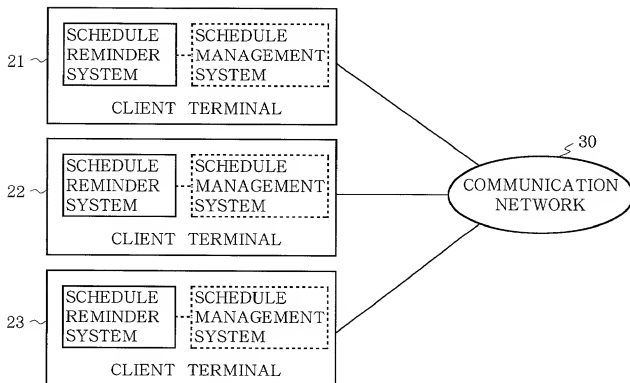 21
SCHEDULE
REMINDER
SYSTEM
SCHEDULE
MANAGEMENT
SYSTEM
CLIENT TERMINAL
22
SCHEDULE
REMINDER
SYSTEM
SCHEDULE
MANAGEMENT
SYSTEM
CLIENT TERMINAL
23
SCHEDULE
REMINDER
SYSTEM
SCHEDULE
MANAGEMENT
SYSTEM
CLIENT TERMINAL
30
COMMUNICATION
NETWORK